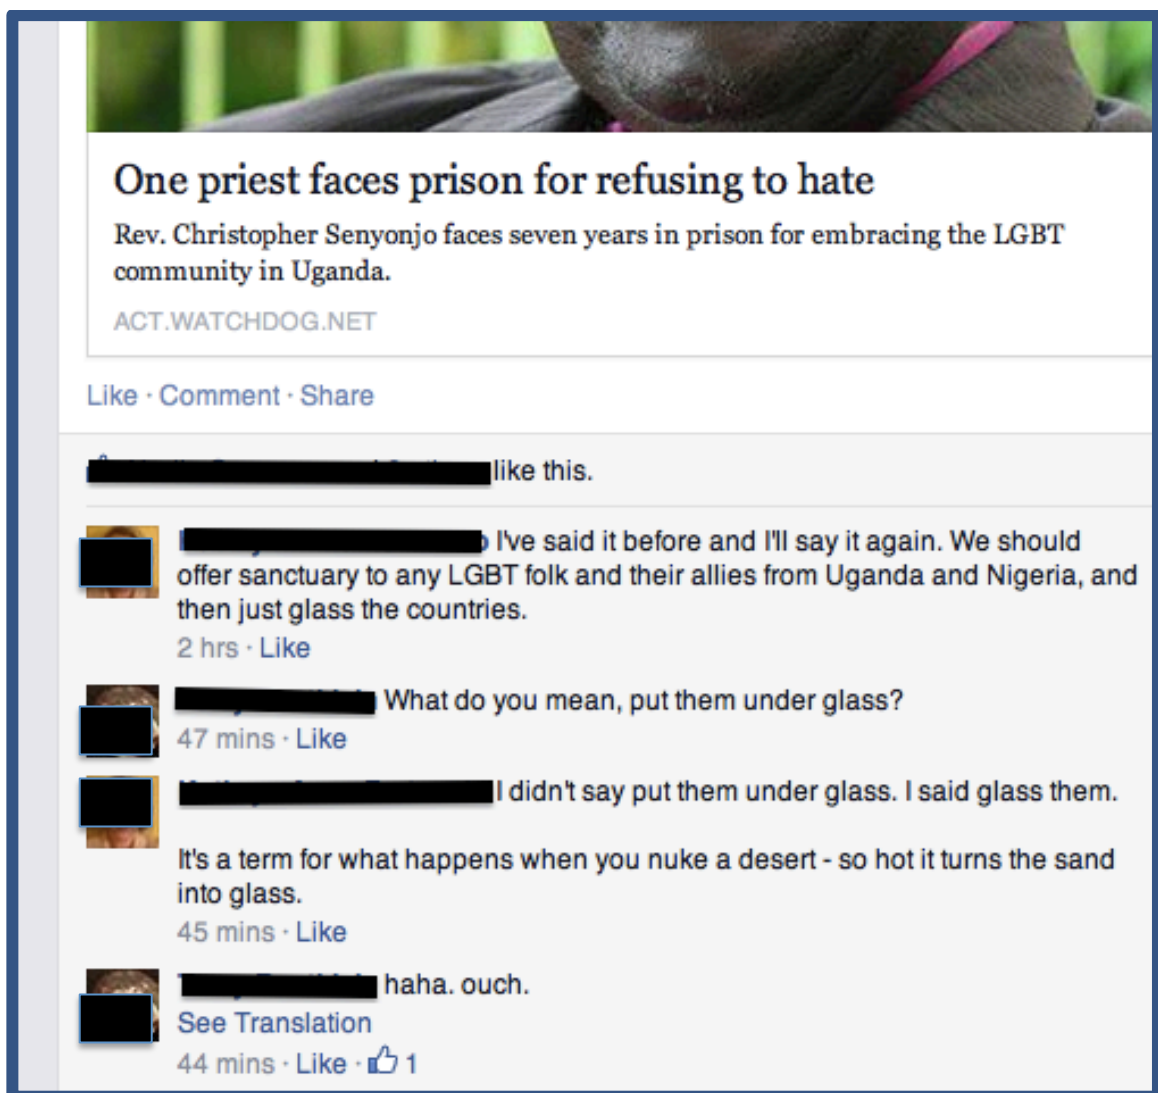 One priest faces prison for refusing to hate
Rev. Christopher Senyonjo faces seven years in prison for embracing the LGBT
community in Uganda.
ACT.WATCHDOG.NET
Like · Comment · Share
like this.
I've said it before and I'll say it again. We should
offer sanctuary to any LGBT folk and their allies from Uganda and Nigeria, and
then just glass the countries.
2 hrs · Like
What do you mean, put them under glass?
47 mins · Like
I didn't say put them under glass. I said glass them.
It's a term for what happens when you nuke a desert - so hot it turns the sand
into glass.
45 mins · Like
haha. ouch.
See Translation
44 mins · Like · 1